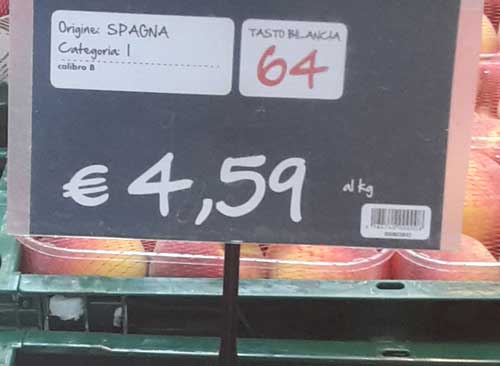 Origine: SPAGNA
Categoria: I
calibro B
TASTO BILANCIA
64
€ 4,59 al kg